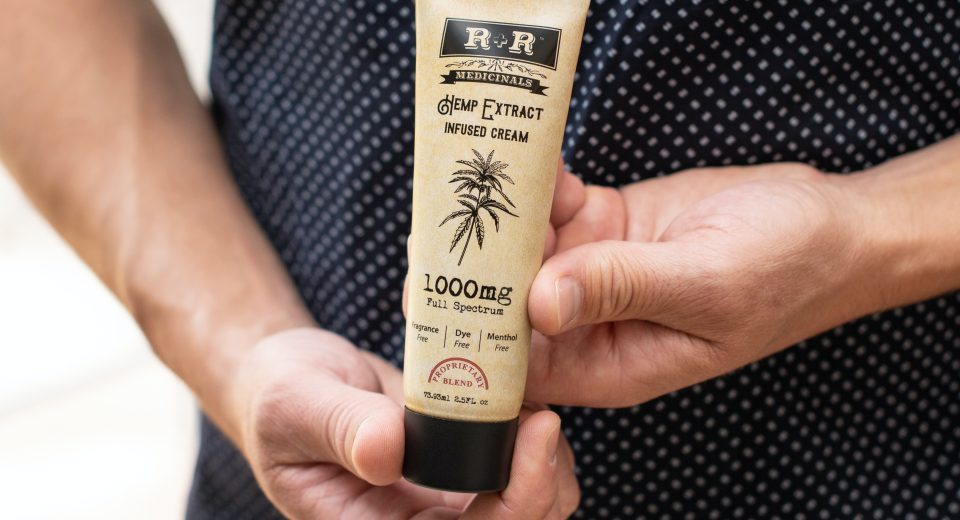 R+R™
MEDICINALS
HEMP EXTRACT
INFUSED CREAM
1000mg
Full Spectrum
Fragrance Free
Dye Free
Menthol Free
PROPRIETARY
BLEND
73.93ml 2.5FL oz